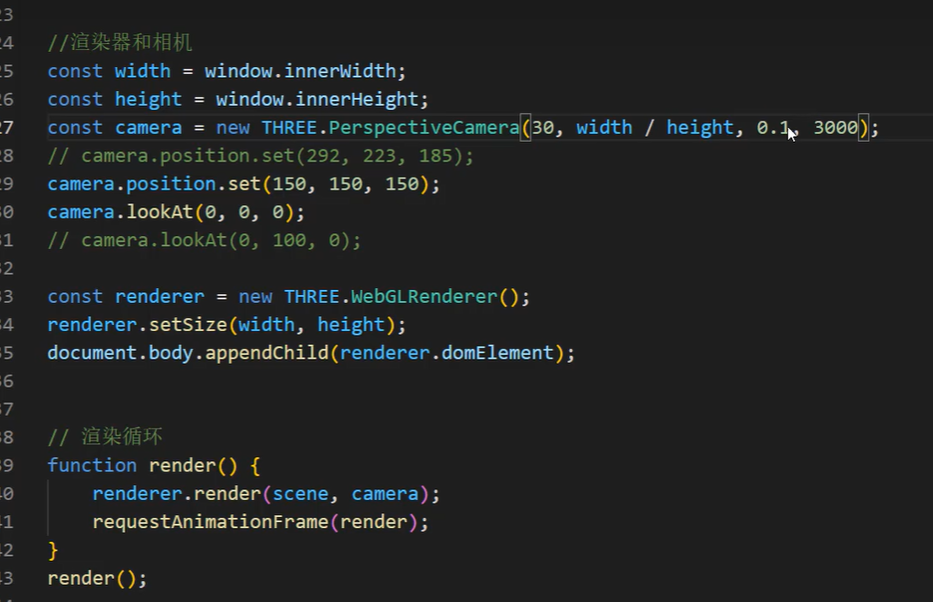 23
24 //渲染器和相机
25 const width = window.innerWidth;
26 const height = window.innerHeight;
27 const camera = new THREE.PerspectiveCamera(30, width / height, 0.1, 3000);
28 // camera.position.set(292, 223, 185);
29 camera.position.set(150, 150, 150);
30 camera.lookAt(0, 0, 0);
31 // camera.lookAt(0, 100, 0);
32
33 const renderer = new THREE.WebGLRenderer();
34 renderer.setSize(width, height);
35 document.body.appendChild(renderer.domElement);
36
37
38 // 渲染循环
39 function render() {
40 renderer.render(scene, camera);
41 requestAnimationFrame(render);
42 }
43 render();